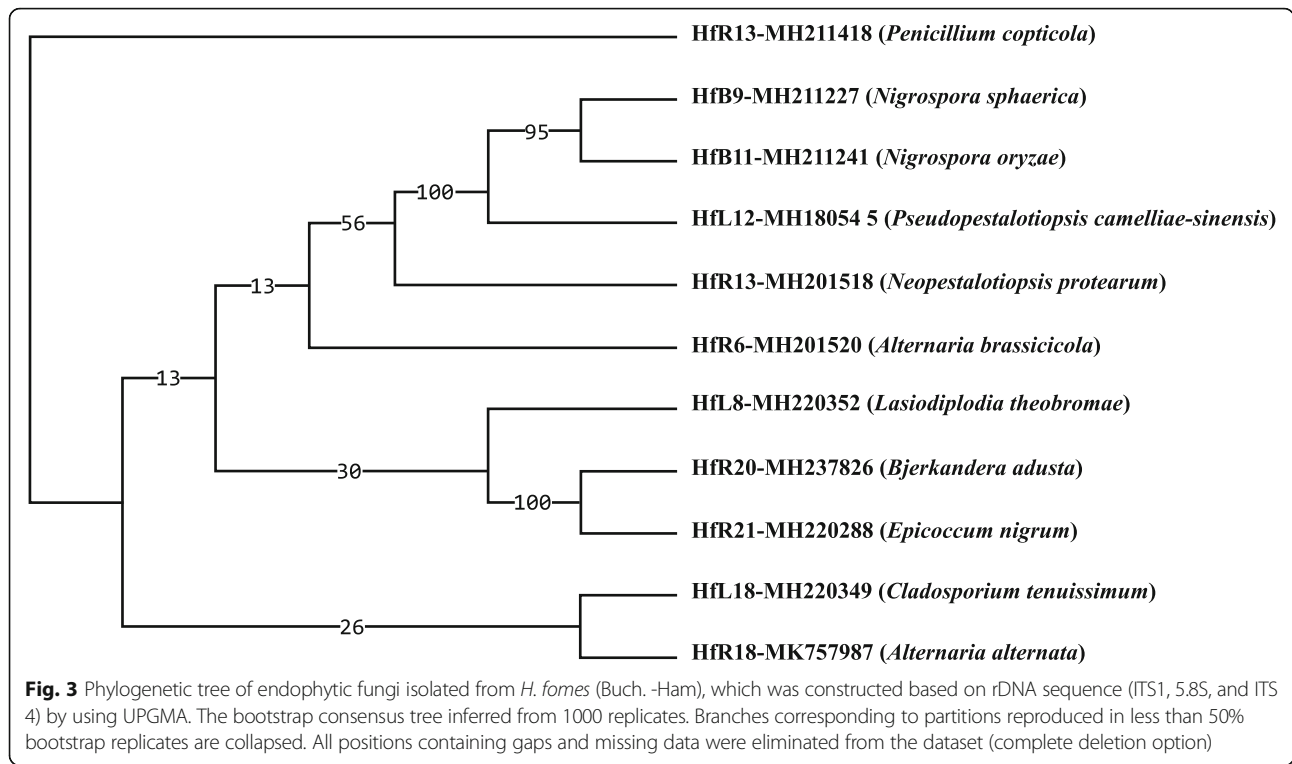 HfR13-MH211418 (Penicillium copticola)
HfB9-MH211227 (Nigrospora sphaerica)
95
HfB11-MH211241 (Nigrospora oryzae)
100
HfL12-MH18054 5 (Pseudopestalotiopsis camelliae-sinensis)
56
HfR13-MH201518 (Neopestalotiopsis protearum)
13
HfR6-MH201520 (Alternaria brassicicola)
13
HfL8-MH220352 (Lasiodiplodia theobromae)
30
HfR20-MH237826 (Bjerkandera adusta)
100
HfR21-MH220288 (Epicoccum nigrum)
HfL18-MH220349 (Cladosporium tenuissimum)
26
HfR18-MK757987 (Alternaria alternata)
Fig. 3 Phylogenetic tree of endophytic fungi isolated from H. fomes (Buch. -Ham), which was constructed based on rDNA sequence (ITS1, 5.8S, and ITS
4) by using UPGMA. The bootstrap consensus tree inferred from 1000 replicates. Branches corresponding to partitions reproduced in less than 50%
bootstrap replicates are collapsed. All positions containing gaps and missing data were eliminated from the dataset (complete deletion option)